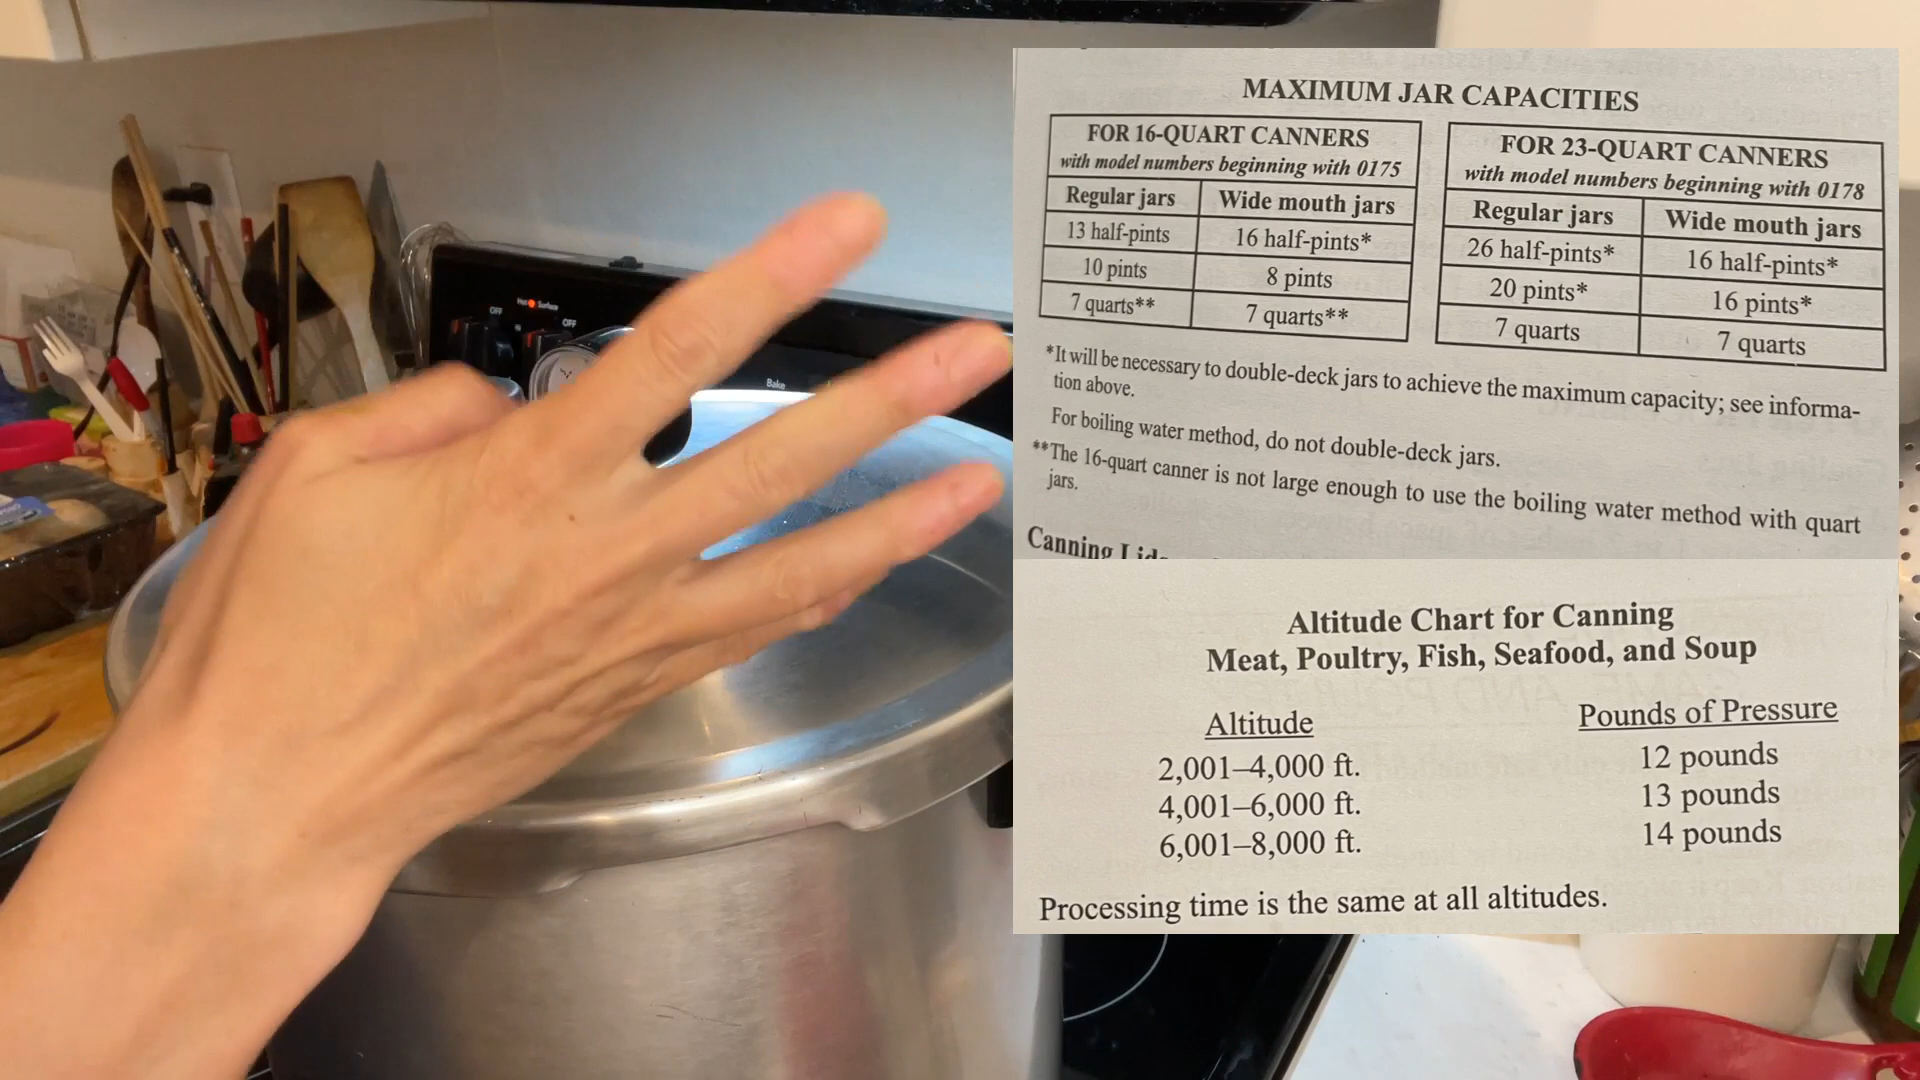 MAXIMUM JAR CAPACITIES
FOR 16-QUART CANNERS
with model numbers beginning with 0175
Regular jars Wide mouth jars
13 half-pints 16 half-pints*
10 pints 8 pints
7 quarts** 7 quarts**
FOR 23-QUART CANNERS
with model numbers beginning with 0178
Regular jars Wide mouth jars
26 half-pints* 16 half-pints*
20 pints* 16 pints*
7 quarts 7 quarts
*It will be necessary to double-deck jars to achieve the maximum capacity; see informa-
tion above.
For boiling water method, do not double-deck jars.
**The 16-quart canner is not large enough to use the boiling water method with quart
jars.
Canning
Altitude Chart for Canning
Meat, Poultry, Fish, Seafood, and Soup
Altitude Pounds of Pressure
2,001–4,000 ft. 12 pounds
4,001–6,000 ft. 13 pounds
6,001–8,000 ft. 14 pounds
Processing time is the same at all altitudes.
Hot Surface
OFF
OFF
Bake